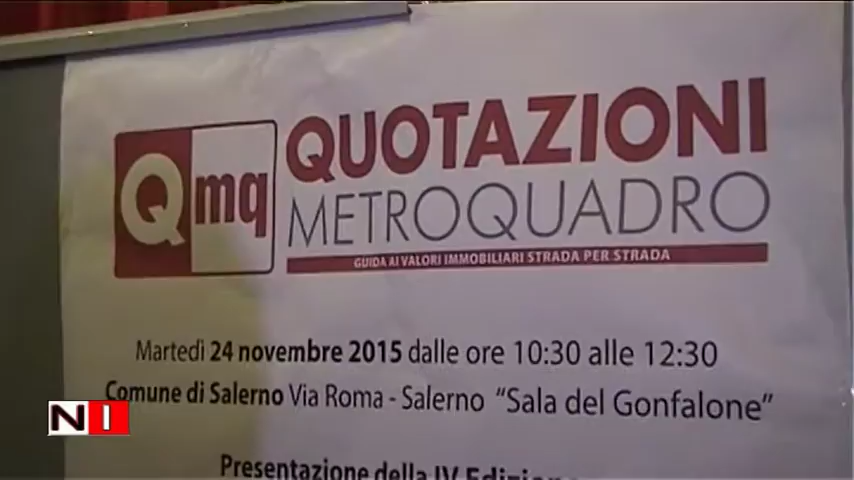 Qmq QUOTAZIONI
METROQUADRO
GUIDA AI VALORI IMMOBILIARI STRADA PER STRADA
Martedì 24 novembre 2015 dalle ore 10:30 alle 12:30
Comune di Salerno Via Roma - Salerno “Sala del Gonfalone”
NI
Presentazione della IV Edizione